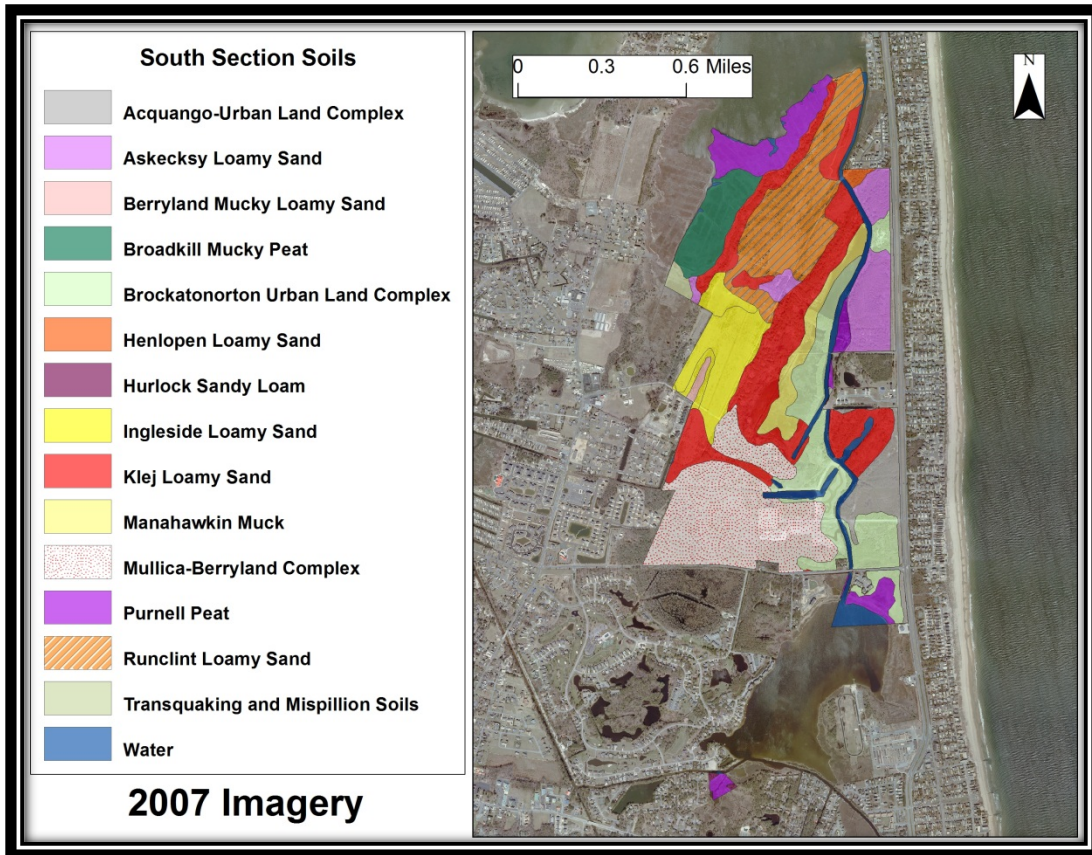 South Section Soils
Acquango-Urban Land Complex
Askecksy Loamy Sand
Berryland Mucky Loamy Sand
Broadkill Mucky Peat
Brockatonorton Urban Land Complex
Henlopen Loamy Sand
Hurlock Sandy Loam
Ingleside Loamy Sand
Klej Loamy Sand
Manahawkin Muck
Mullica-Berryland Complex
Purnell Peat
Runclint Loamy Sand
Transquaking and Mispillion Soils
Water
2007 Imagery
0 0.3 0.6 Miles
N